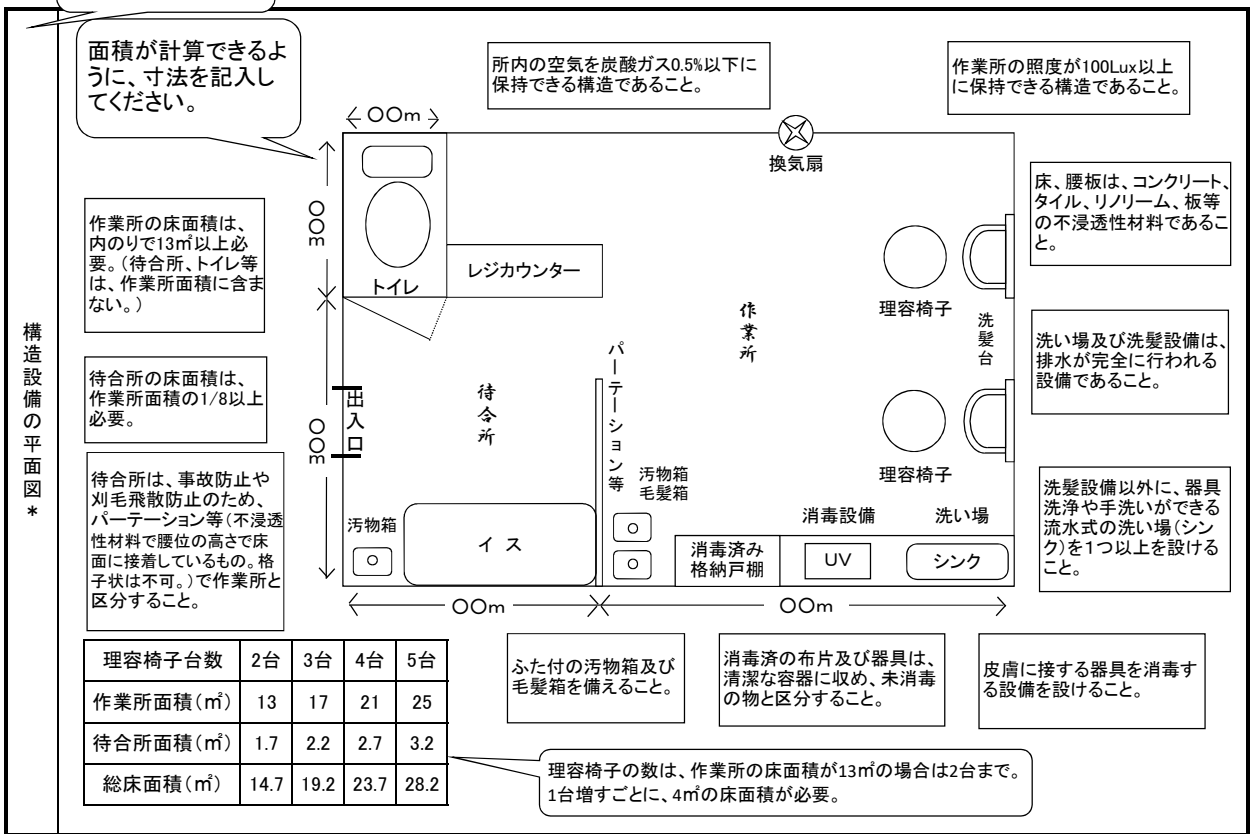 面積が計算できるよ
うに、寸法を記入し
てください。
所内の空気を炭酸ガス0.5%以下に
保持できる構造であること。
作業所の照度が100Lux以上
に保持できる構造であること。
〇〇m
換気扇
作業所の床面積は、
内のりで13㎡以上必
要。(待合所、トイレ等
は、作業所面積に含ま
ない。)
〇〇m
トイレ
レジカウンター
床、腰板は、コンクリート、
タイル、リノリーム、板等
の不浸透性材料であるこ
と。
理容椅子
洗髪台
作業所
構造設備の平面図*
待合所の床面積は、
作業所面積の1/8以上
必要。
〇〇m
出入口
待合所
パーテーション等
洗い場及び洗髪設備は、
排水が完全に行われる
設備であること。
理容椅子
待合所は、事故防止や
刈毛飛散防止のため、
パーテーション等(不浸透
性材料で腰位の高さで床
面に接着しているもの。格
子状は不可。)で作業所と
区分すること。
汚物箱
イス
汚物箱
毛髪箱
消毒済み
格納戸棚
消毒設備
UV
洗い場
シンク
洗髪設備以外に、器具
洗浄や手洗いができる
流水式の洗い場(シン
ク)を1つ以上を設ける
こと。
〇〇m
〇〇m
理容椅子台数 2台 3台 4台 5台
作業所面積(㎡) 13 17 21 25
待合所面積(㎡) 1.7 2.2 2.7 3.2
総床面積(㎡) 14.7 19.2 23.7 28.2
ふた付の汚物箱及び
毛髪箱を備えること。
消毒済の布片及び器具は、
清潔な容器に収め、未消毒
の物と区分すること。
皮膚に接する器具を消毒す
る設備を設けること。
理容椅子の数は、作業所の床面積が13㎡の場合は2台まで。
1台増すごとに、4㎡の床面積が必要。